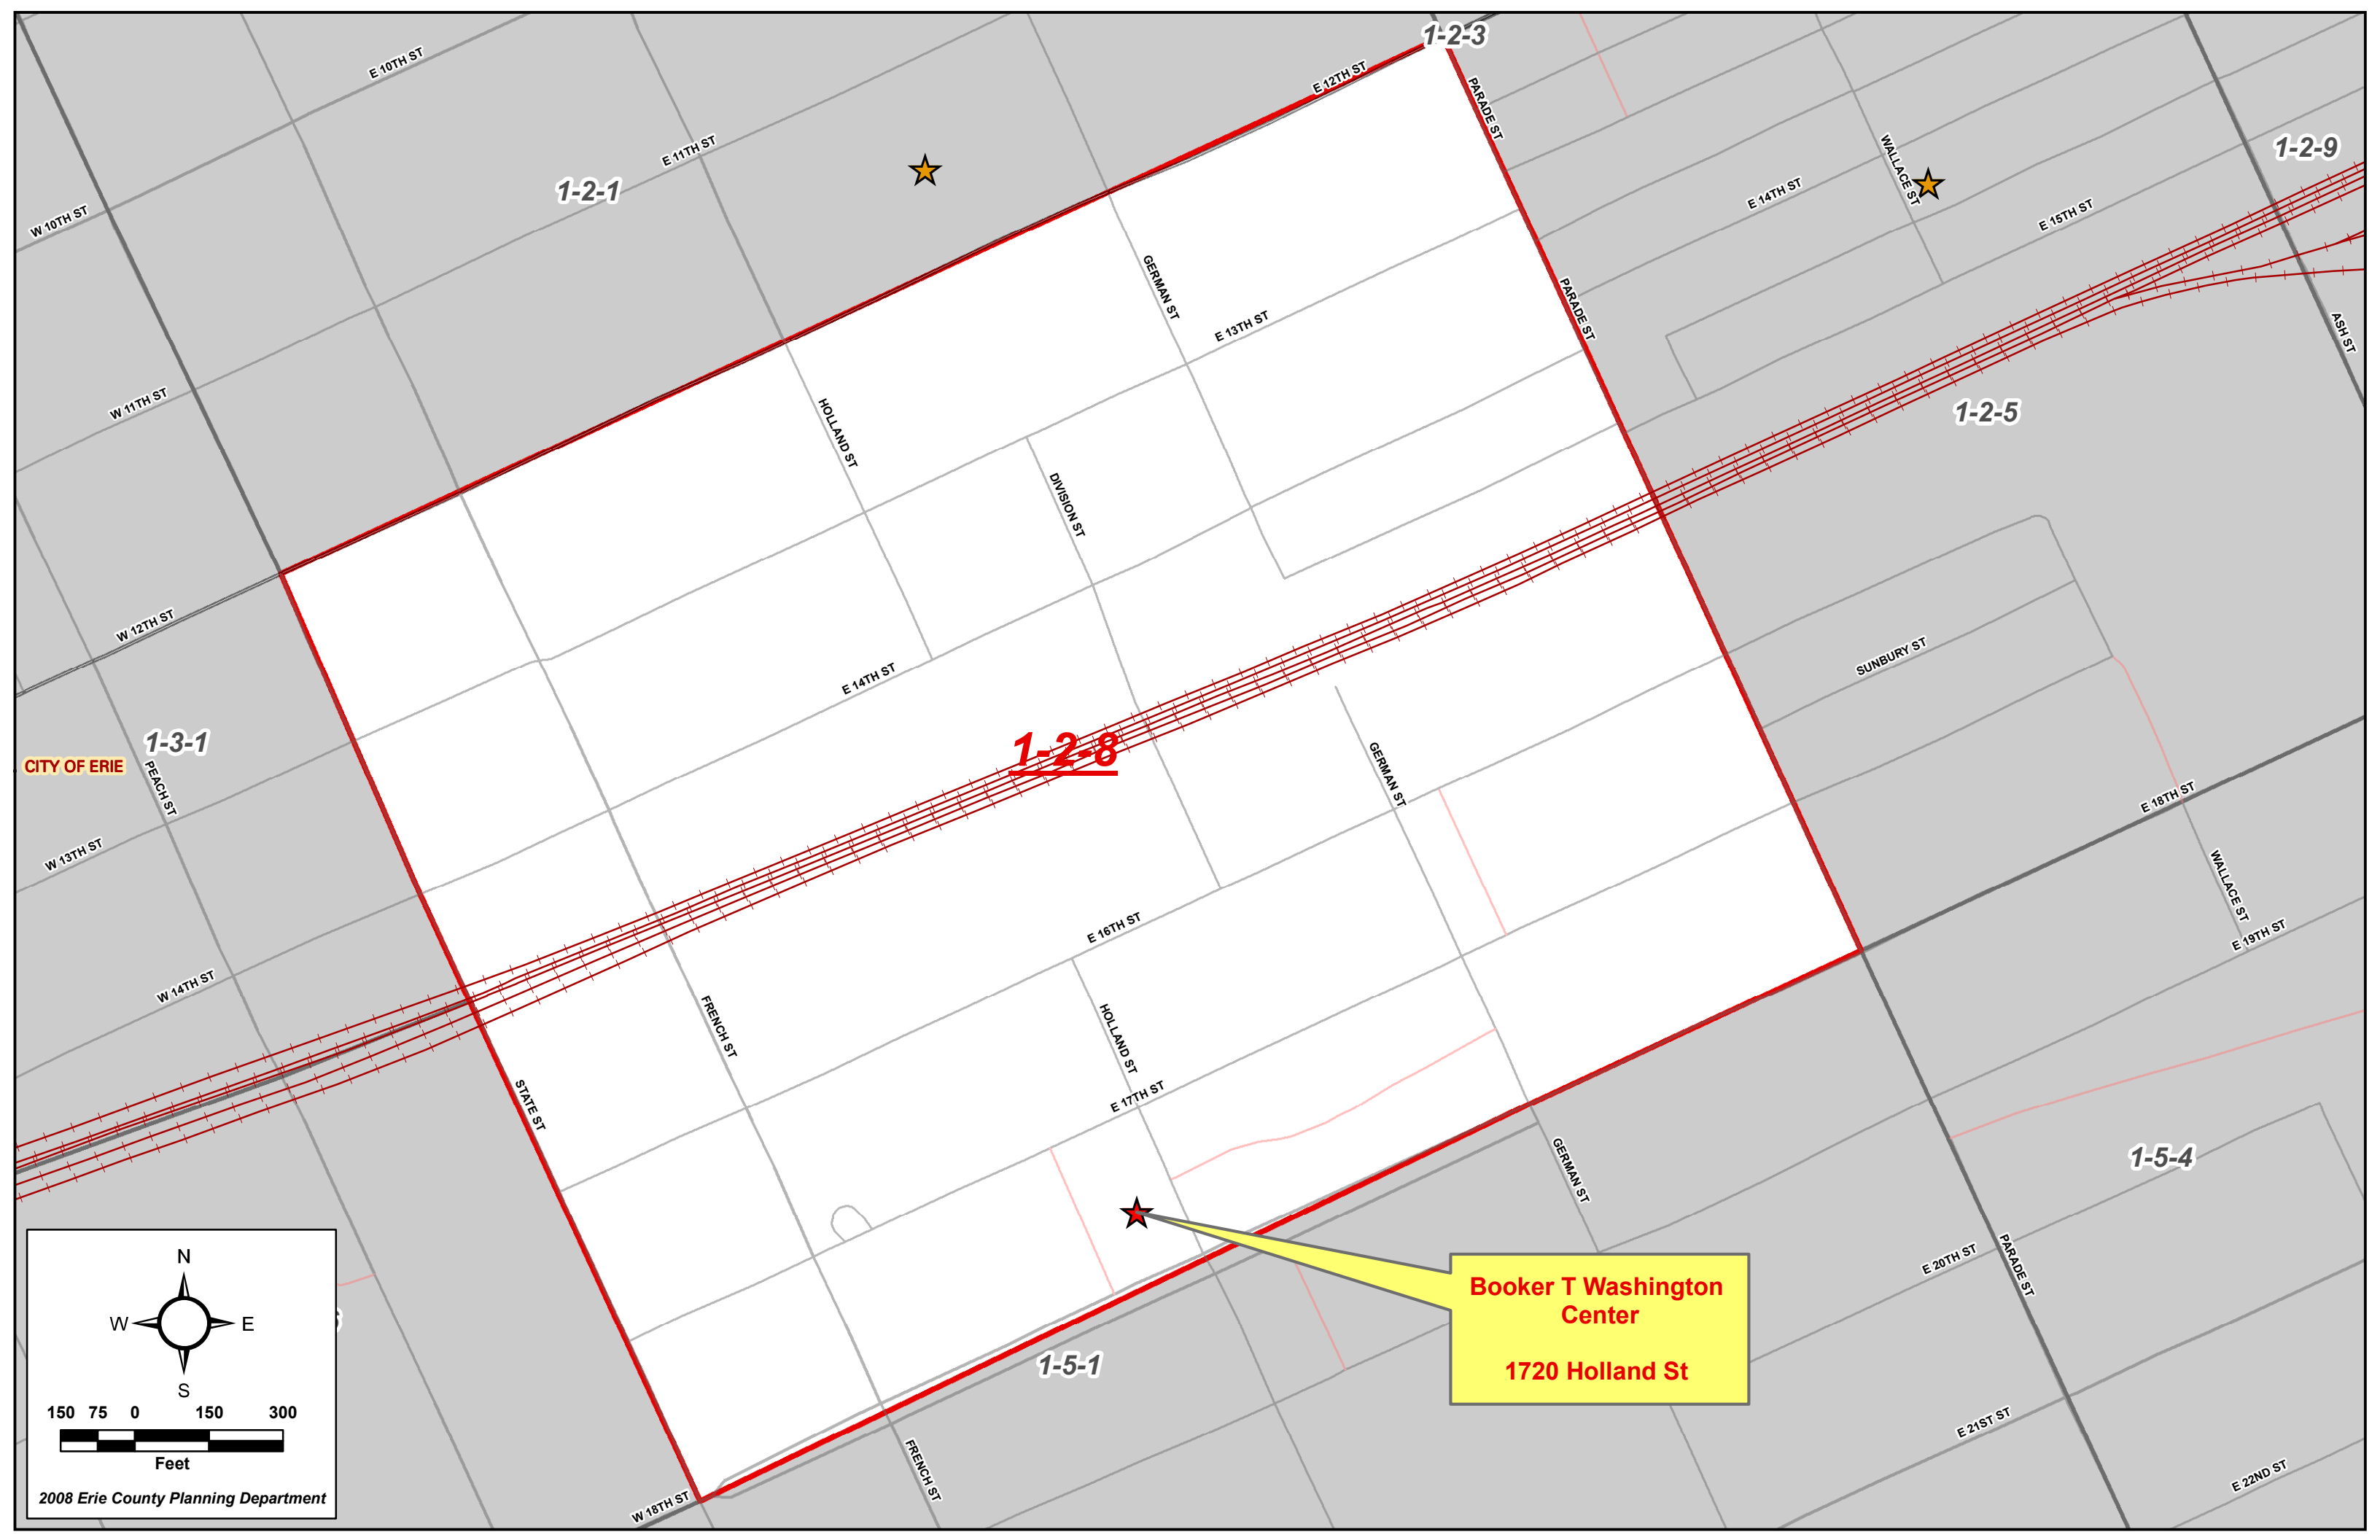 1-2-3
E 10TH ST
E 12TH ST
PARADE ST
E 11TH ST
1-2-1
WALLACE ST
1-2-9
E 14TH ST
W 10TH ST
E 15TH ST
GERMAN ST
PARADE ST
E 13TH ST
ASH ST
W 11TH ST
HOLLAND ST
1-2-5
DIVISION ST
W 12TH ST
SUNBURY ST
E 14TH ST
1-3-1
1-2-8
CITY OF ERIE
PEACH ST
GERMAN ST
E 18TH ST
W 13TH ST
WALLACE ST
E 16TH ST
E 19TH ST
W 14TH ST
FRENCH ST
HOLLAND ST
STATE ST
E 17TH ST
GERMAN ST
1-5-4
PARADE ST
E 20TH ST
Booker T Washington
Center
1720 Holland St
1-5-1
E 21ST ST
FRENCH ST
E 22ND ST
W 18TH ST
N
W E
S
150 75 0 150 300
Feet
2008 Erie County Planning Department